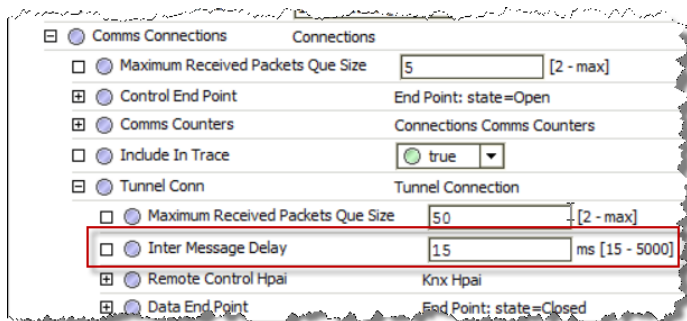 Comms Connections Connections
Maximum Received Packets Que Size 5 [2 - max]
Control End Point End Point: state=Open
Comms Counters Connections Comms Counters
Include In Trace true
Tunnel Conn Tunnel Connection
Maximum Received Packets Que Size 50 [2 - max]
Inter Message Delay 15 ms [15 - 5000]
Remote Control Hpai Knx Hpai
Data End Point End Point: state=Closed